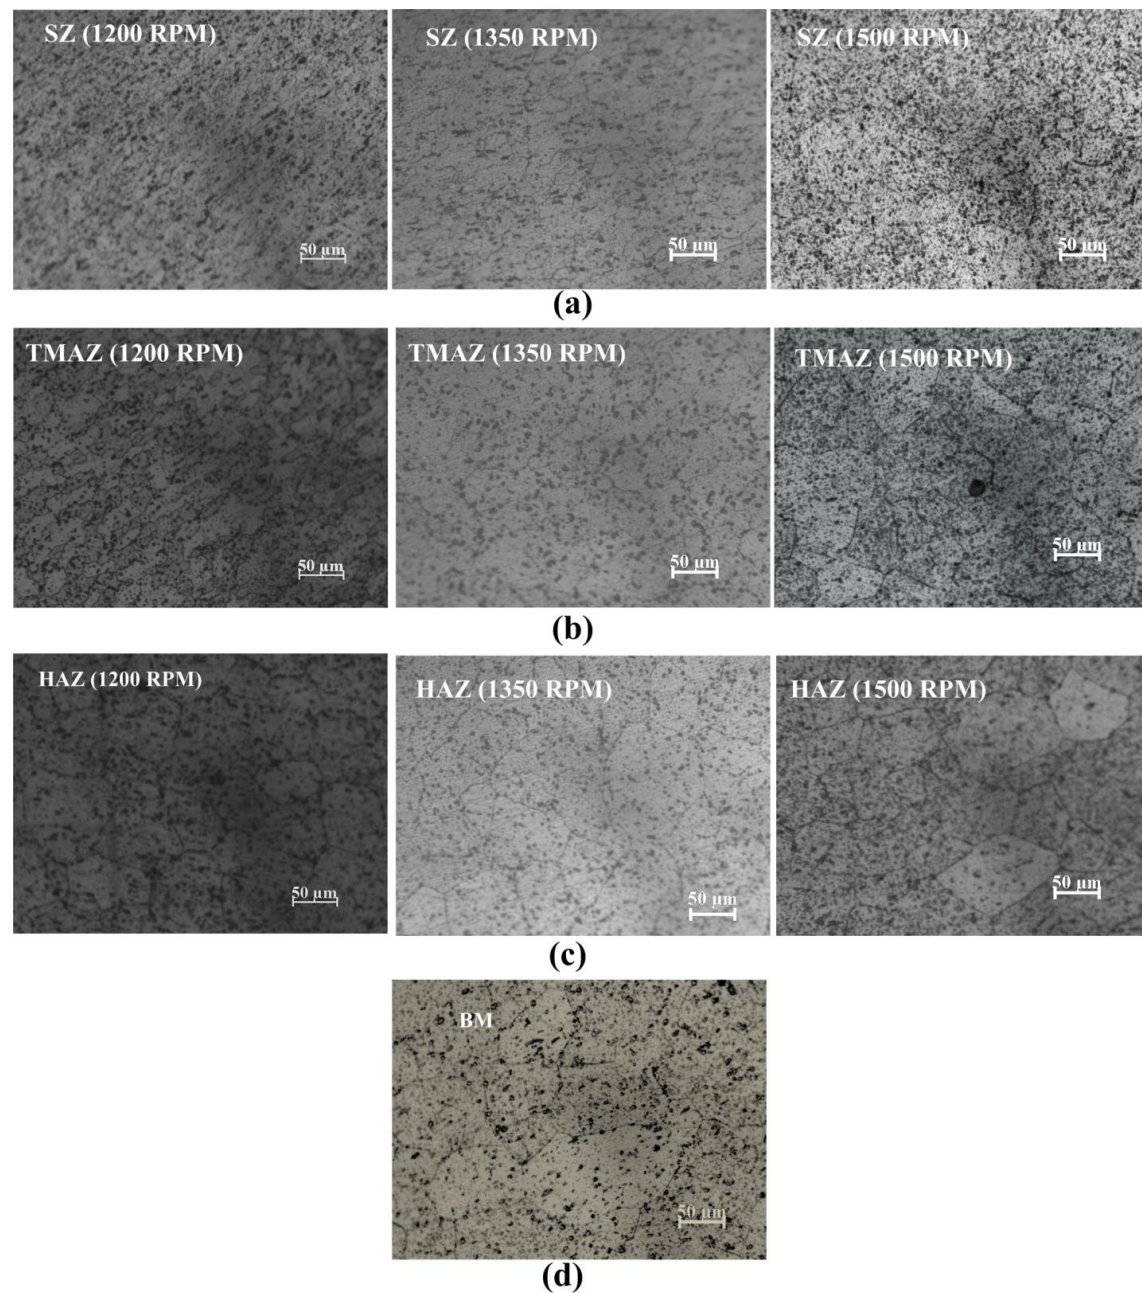 SZ (1200 RPM)
SZ (1350 RPM)
SZ (1500 RPM)
50 µm
50 µm
50 µm
(a)
TMAZ (1200 RPM)
TMAZ (1350 RPM)
TMAZ (1500 RPM)
50 µm
50 µm
50 µm
(b)
HAZ (1200 RPM)
HAZ (1350 RPM)
HAZ (1500 RPM)
50 µm
50 µm
50 µm
(c)
BM
50 µm
(d)